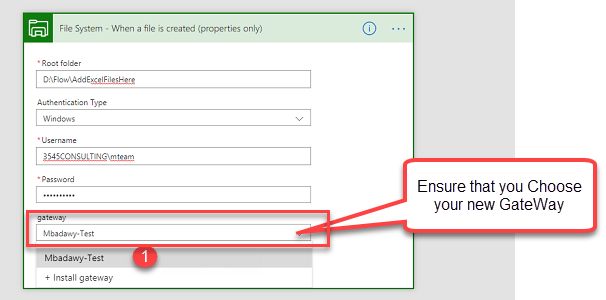 File System - When a file is created (properties only)
* Root folder
D:\Flow\AddExcelFilesHere
Authentication Type
Windows
* Username
3545CONSULTING\mteam
* Password
••••••••••
gateway
Mbadawy-Test
Mbadawy-Test
1
+ Install gateway
Ensure that you Choose
your new GateWay